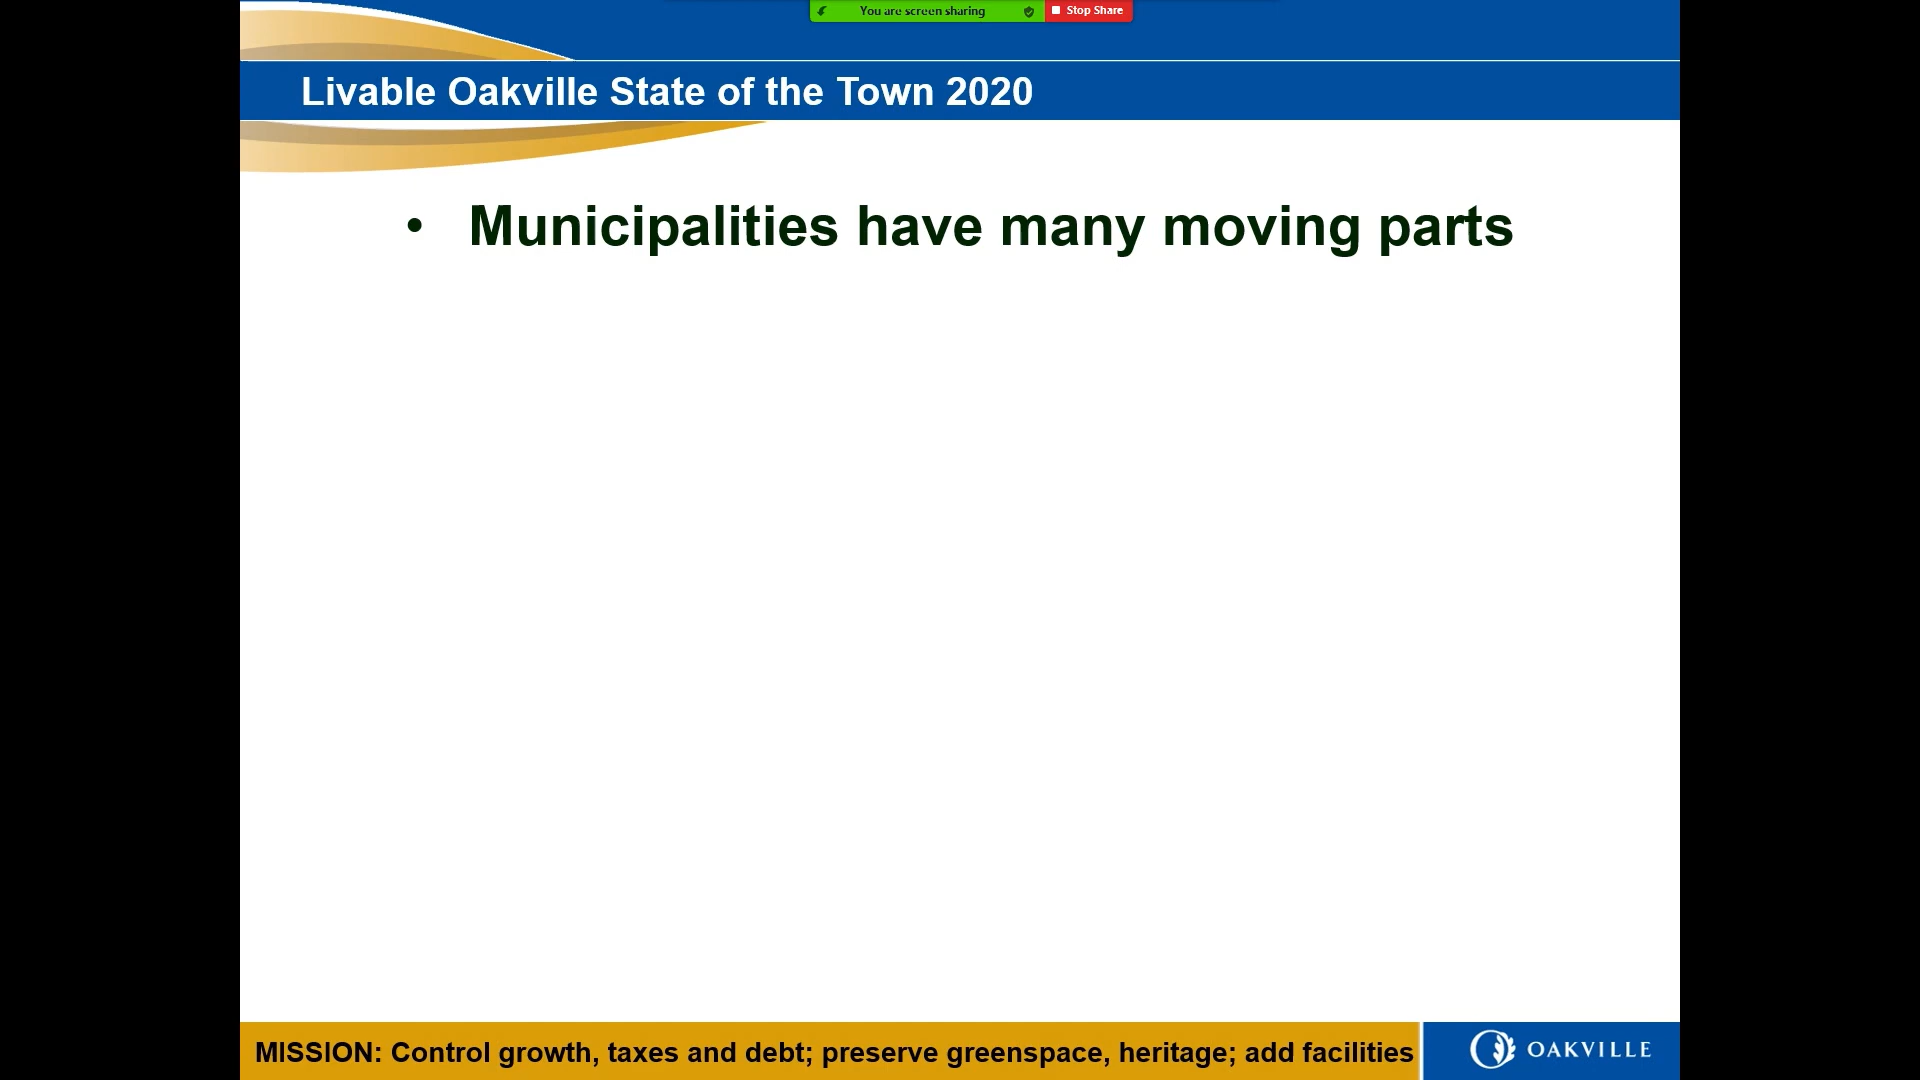 You are screen sharing
Stop Share
Livable Oakville State of the Town 2020
• Municipalities have many moving parts
MISSION: Control growth, taxes and debt; preserve greenspace, heritage; add facilities
OAKVILLE